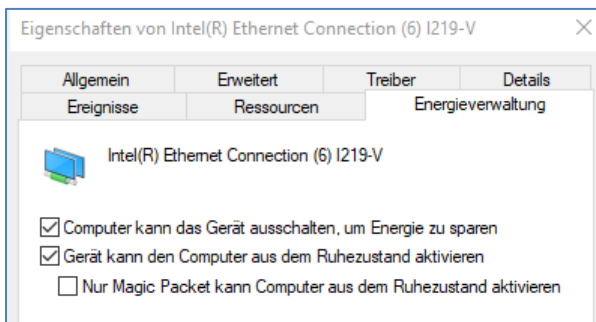 Eigenschaften von Intel(R) Ethernet Connection (6) I219-V
Allgemein Erweitert Treiber Details
Ereignisse Ressourcen Energieverwaltung
Intel(R) Ethernet Connection (6) I219-V
Computer kann das Gerät ausschalten, um Energie zu sparen
Gerät kann den Computer aus dem Ruhezustand aktivieren
Nur Magic Packet kann Computer aus dem Ruhezustand aktivieren